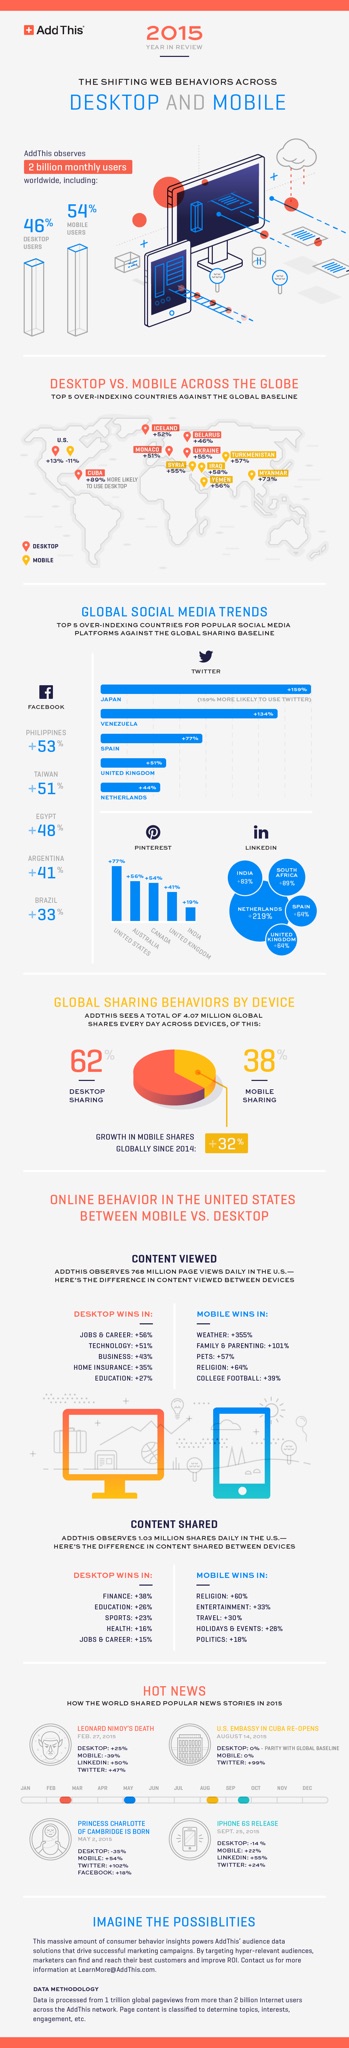 AddThis
2015
YEAR IN REVIEW
THE SHIFTING WEB BEHAVIORS ACROSS
DESKTOP AND MOBILE
AddThis observes
2 billion monthly users
worldwide, including:
46%
DESKTOP
USERS
54%
MOBILE
USERS
DESKTOP VS. MOBILE ACROSS THE GLOBE
TOP 5 OVER-INDEXING COUNTRIES AGAINST THE GLOBAL BASELINE
U.S.
+13% -11%
ICELAND
+52%
BELARUS
+46%
MONACO
+51%
UKRAINE
+55%
TURKMENISTAN
+57%
SYRIA
+55%
IRAQ
+58%
YEMEN
+56%
MYANMAR
+73%
CUBA
+89% MORE LIKELY
TO USE DESKTOP
DESKTOP
MOBILE
GLOBAL SOCIAL MEDIA TRENDS
TOP 5 OVER-INDEXING COUNTRIES FOR POPULAR SOCIAL MEDIA
PLATFORMS AGAINST THE GLOBAL SHARING BASELINE
FACEBOOK
PHILIPPINES
+53%
TAIWAN
+51%
EGYPT
+48%
ARGENTINA
+41%
BRAZIL
+33%
TWITTER
+159%
JAPAN (159% MORE LIKELY TO USE TWITTER)
+134%
VENEZUELA
+77%
SPAIN
+51%
UNITED KINGDOM
+44%
NETHERLANDS
PINTEREST
+77%
UNITED STATES
+56%
AUSTRALIA
+54%
CANADA
+41%
UNITED KINGDOM
+19%
INDIA
LINKEDIN
INDIA
+93%
SOUTH
AFRICA
+89%
NETHERLANDS
+219%
SPAIN
+64%
UNITED
KINGDOM
+64%
GLOBAL SHARING BEHAVIORS BY DEVICE
ADDTHIS SEES A TOTAL OF 4.07 MILLION GLOBAL
SHARES EVERY DAY ACROSS DEVICES, OF THIS:
62%
DESKTOP
SHARING
38%
MOBILE
SHARING
GROWTH IN MOBILE SHARES
GLOBALLY SINCE 2014:
+32%
ONLINE BEHAVIOR IN THE UNITED STATES
BETWEEN MOBILE VS. DESKTOP
CONTENT VIEWED
ADDTHIS OBSERVES 768 MILLION PAGE VIEWS DAILY IN THE U.S.—
HERE'S THE DIFFERENCE IN CONTENT VIEWED BETWEEN DEVICES
DESKTOP WINS IN:
JOBS & CAREER: +56%
TECHNOLOGY: +51%
BUSINESS: +43%
HOME INSURANCE: +35%
EDUCATION: +27%
MOBILE WINS IN:
WEATHER: +355%
FAMILY & PARENTING: +101%
PETS: +57%
RELIGION: +64%
COLLEGE FOOTBALL: +39%
CONTENT SHARED
ADDTHIS OBSERVES 1.03 MILLION SHARES DAILY IN THE U.S.—
HERE'S THE DIFFERENCE IN CONTENT SHARED BETWEEN DEVICES
DESKTOP WINS IN:
FINANCE: +38%
EDUCATION: +26%
SPORTS: +23%
HEALTH: +16%
JOBS & CAREER: +15%
MOBILE WINS IN:
RELIGION: +60%
ENTERTAINMENT: +33%
TRAVEL: +30%
HOLIDAYS & EVENTS: +28%
POLITICS: +18%
HOT NEWS
HOW THE WORLD SHARED POPULAR NEWS STORIES IN 2015
LEONARD NIMOY'S DEATH
FEB. 27, 2015
DESKTOP: +25%
MOBILE: -39%
LINKEDIN: +50%
TWITTER: +47%
U.S. EMBASSY IN CUBA RE-OPENS
AUGUST 14, 2015
DESKTOP: 0% - PARITY WITH GLOBAL BASELINE
MOBILE: 0%
TWITTER: +99%
JAN FEB MAR APR MAY JUN JUL AUG SEP OCT NOV DEC
PRINCESS CHARLOTTE
OF CAMBRIDGE IS BORN
MAY 2, 2015
DESKTOP: -35%
MOBILE: +54%
TWITTER: +102%
FACEBOOK: +18%
IPHONE 6S RELEASE
SEPT. 25, 2015
DESKTOP: -14 %
MOBILE: +22%
LINKEDIN: +55%
TWITTER: +24%
IMAGINE THE POSSIBLITIES
This massive amount of consumer behavior insights powers AddThis' audience data
solutions that drive successful marketing campaigns. By targeting hyper-relevant audiences,
marketers can find and reach their best customers and improve ROI. Contact us for more
information at LearnMore@AddThis.com.
DATA METHODOLOGY
Data is processed from 1 trillion global pageviews from more than 2 billion Internet users
across the AddThis network. Page content is classified to determine topics, interests,
engagement, etc.